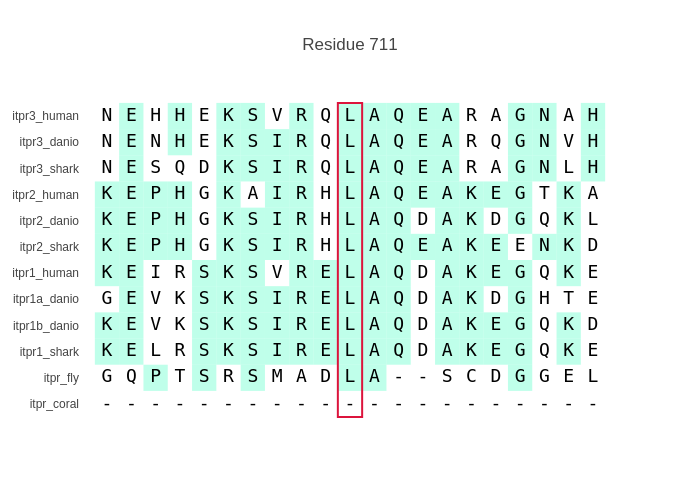 Residue 711
itpr3_human N E H H E K S V R Q L A Q E A R A G N A H
itpr3_danio N E N H E K S I R Q L A Q E A R Q G N V H
itpr3_shark N E S Q D K S I R Q L A Q E A R A G N L H
itpr2_human K E P H G K A I R H L A Q E A K E G T K A
itpr2_danio K E P H G K S I R H L A Q D A K D G Q K L
itpr2_shark K E P H G K S I R H L A Q E A K E E N K D
itpr1_human K E I R S K S V R E L A Q D A K E G Q K E
itpr1a_danio G E V K S K S I R E L A Q D A K D G H T E
itpr1b_danio K E V K S K S I R E L A Q D A K E G Q K D
itpr1_shark K E L R S K S I R E L A Q D A K E G Q K E
itpr_fly G Q P T S R S M A D L A - - S C D G G E L
itpr_coral - - - - - - - - - - - - - - - - - - - - -